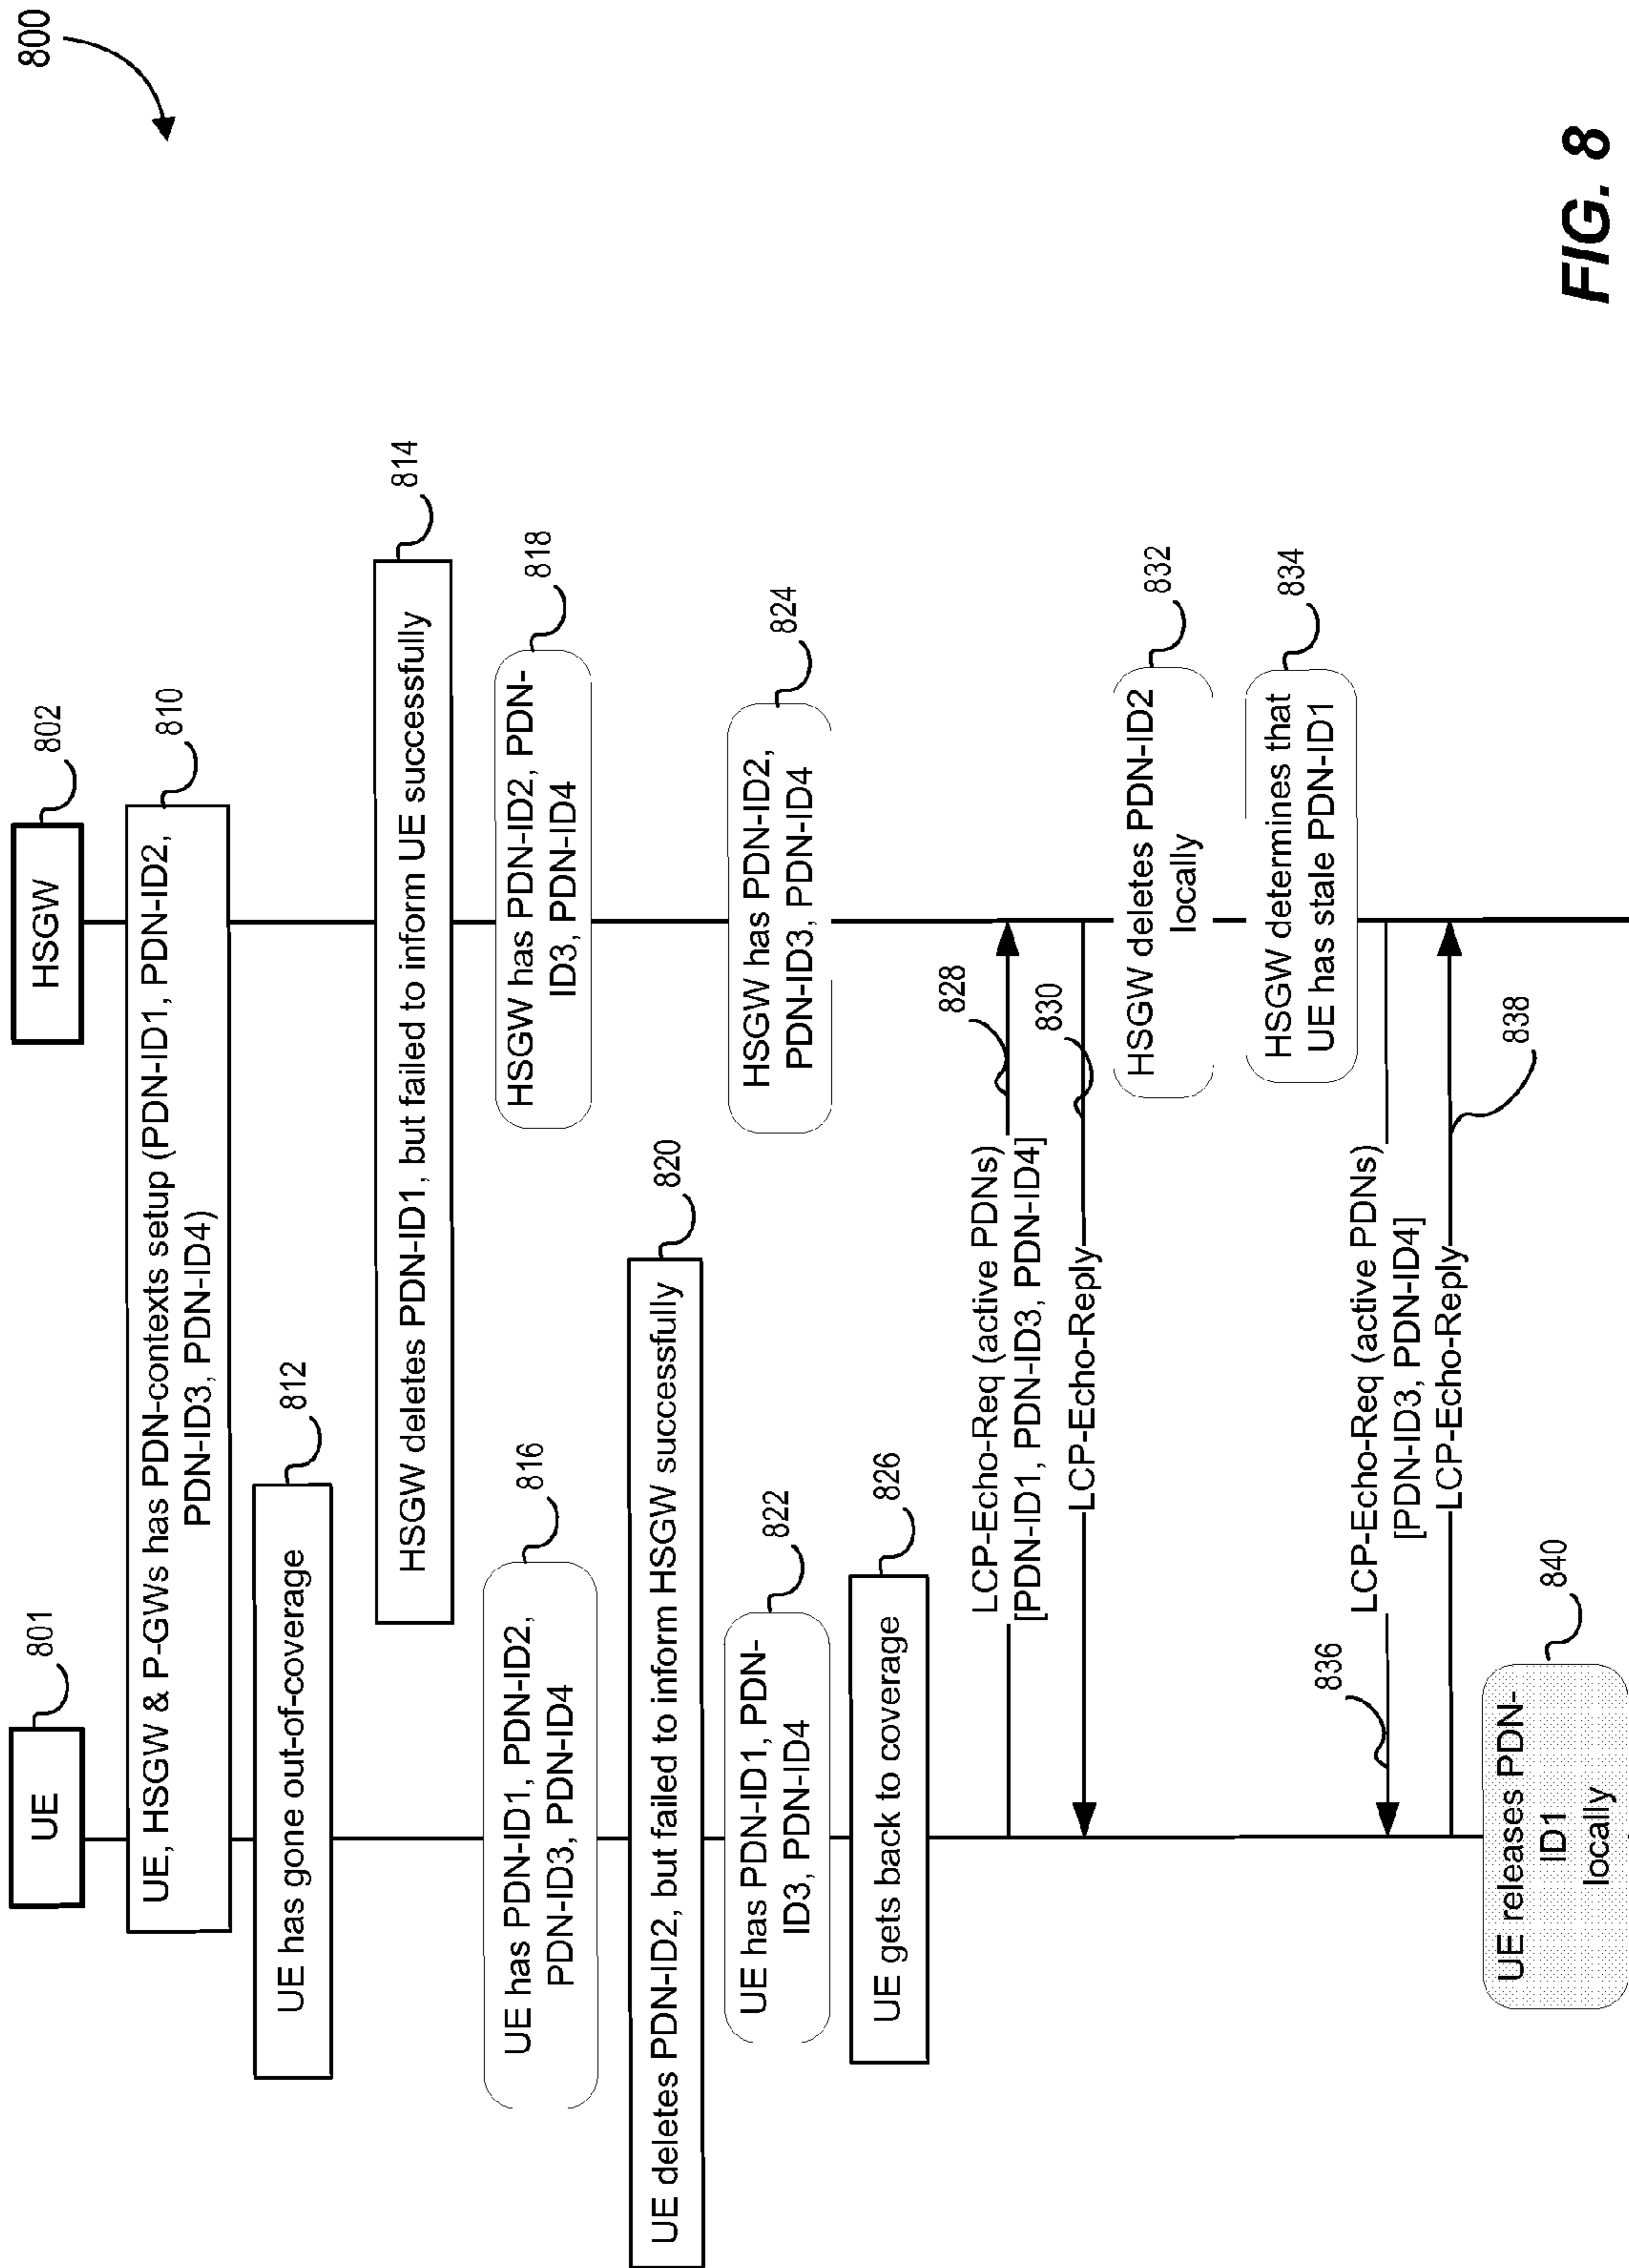 800
UE
801
HSGW
802
UE, HSGW & P-GWs has PDN-contexts setup (PDN-ID1, PDN-ID2,
PDN-ID3, PDN-ID4)
810
UE has gone out-of-coverage
812
HSGW deletes PDN-ID1, but failed to inform UE successfully
814
UE has PDN-ID1, PDN-ID2,
PDN-ID3, PDN-ID4
816
HSGW has PDN-ID2, PDN-
ID3, PDN-ID4
818
UE deletes PDN-ID2, but failed to inform HSGW successfully
820
UE has PDN-ID1, PDN-
ID3, PDN-ID4
822
HSGW has PDN-ID2,
PDN-ID3, PDN-ID4
824
UE gets back to coverage
826
LCP-Echo-Req (active PDNs)
[PDN-ID1, PDN-ID3, PDN-ID4]
828
LCP-Echo-Reply
830
HSGW deletes PDN-ID2
locally
832
HSGW determines that
UE has stale PDN-ID1
834
836
LCP-Echo-Req (active PDNs)
[PDN-ID3, PDN-ID4]
LCP-Echo-Reply
838
UE releases PDN-
ID1
locally
840
FIG. 8